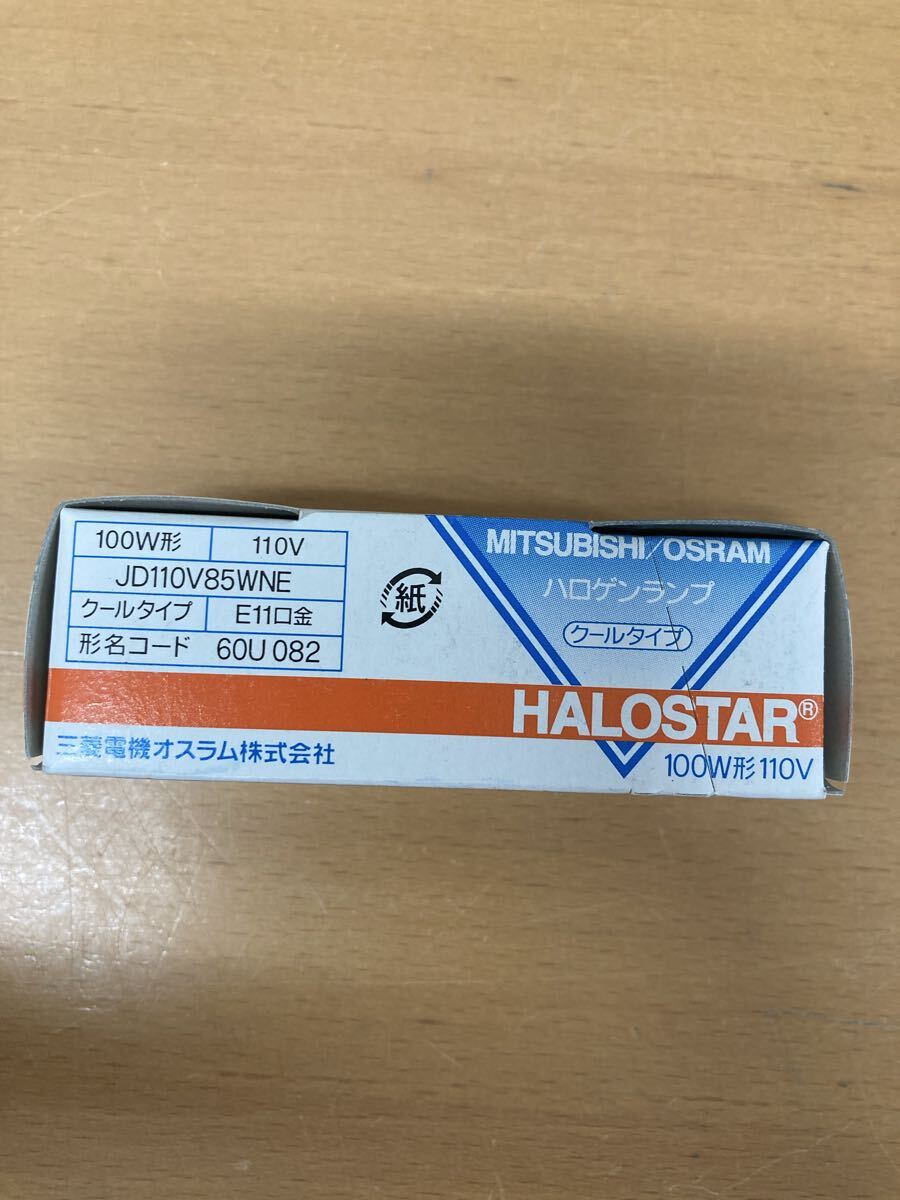 100W形 110V
JD110V85WNE
クールタイプ E11口金
形名コード 60U 082
紙
三菱電機オスラム株式会社
MITSUBISHI/OSRAM
ハロゲンランプ
クールタイプ
HALOSTAR®
100W形 110V